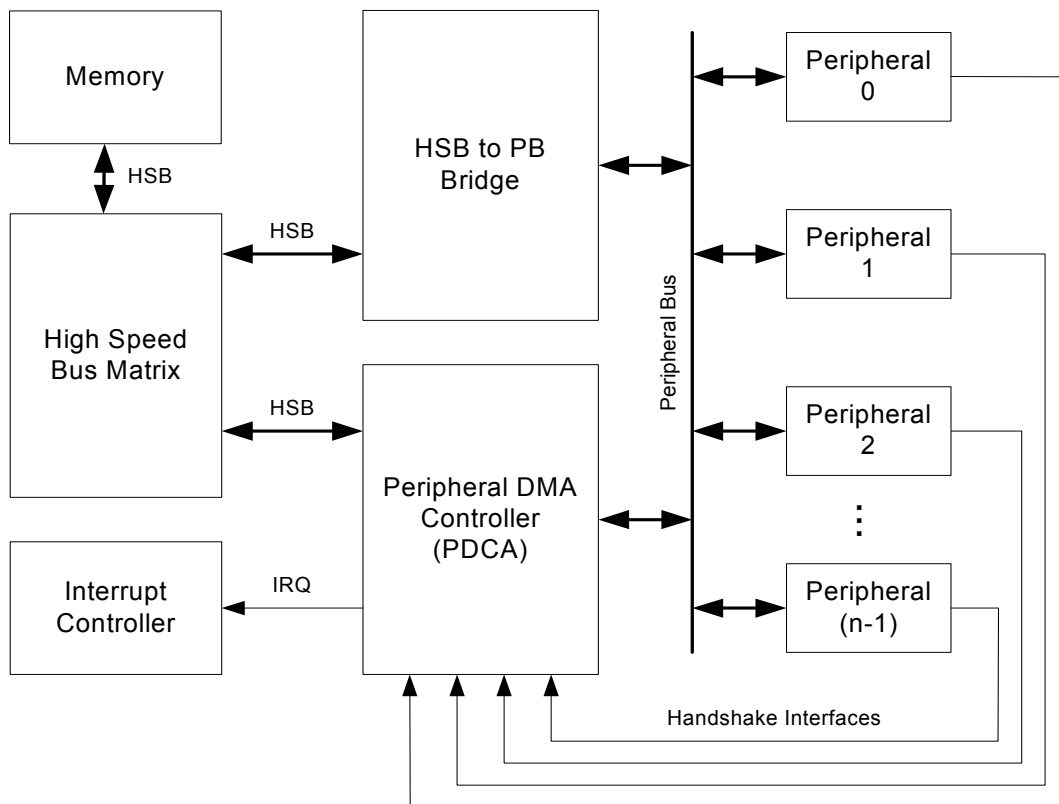 Memory
HSB
High Speed
Bus Matrix
HSB
HSB to PB
Bridge
HSB
Peripheral DMA
Controller
(PDCA)
Interrupt
Controller
IRQ
Peripheral Bus
Peripheral
0
Peripheral
1
Peripheral
2
⋮
Peripheral
(n-1)
Handshake Interfaces